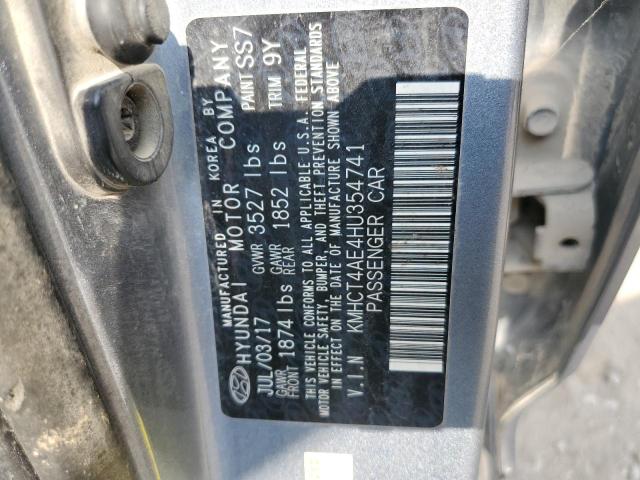 MANUFACTURED IN KOREA BY
HYUNDAI MOTOR COMPANY
JUL/03/17 GVWR 3527 lbs PAINT SS7
GAWR FRONT 1874 lbs GAWR REAR 1852 lbs TRIM 9Y
THIS VEHICLE CONFORMS TO ALL APPLICABLE U.S.A. FEDERAL
MOTOR VEHICLE SAFETY, BUMPER, AND THEFT PREVENTION STANDARDS
IN EFFECT ON THE DATE OF MANUFACTURE SHOWN ABOVE
V.I.N KMHCT4AE4HU354741
PASSENGER CAR